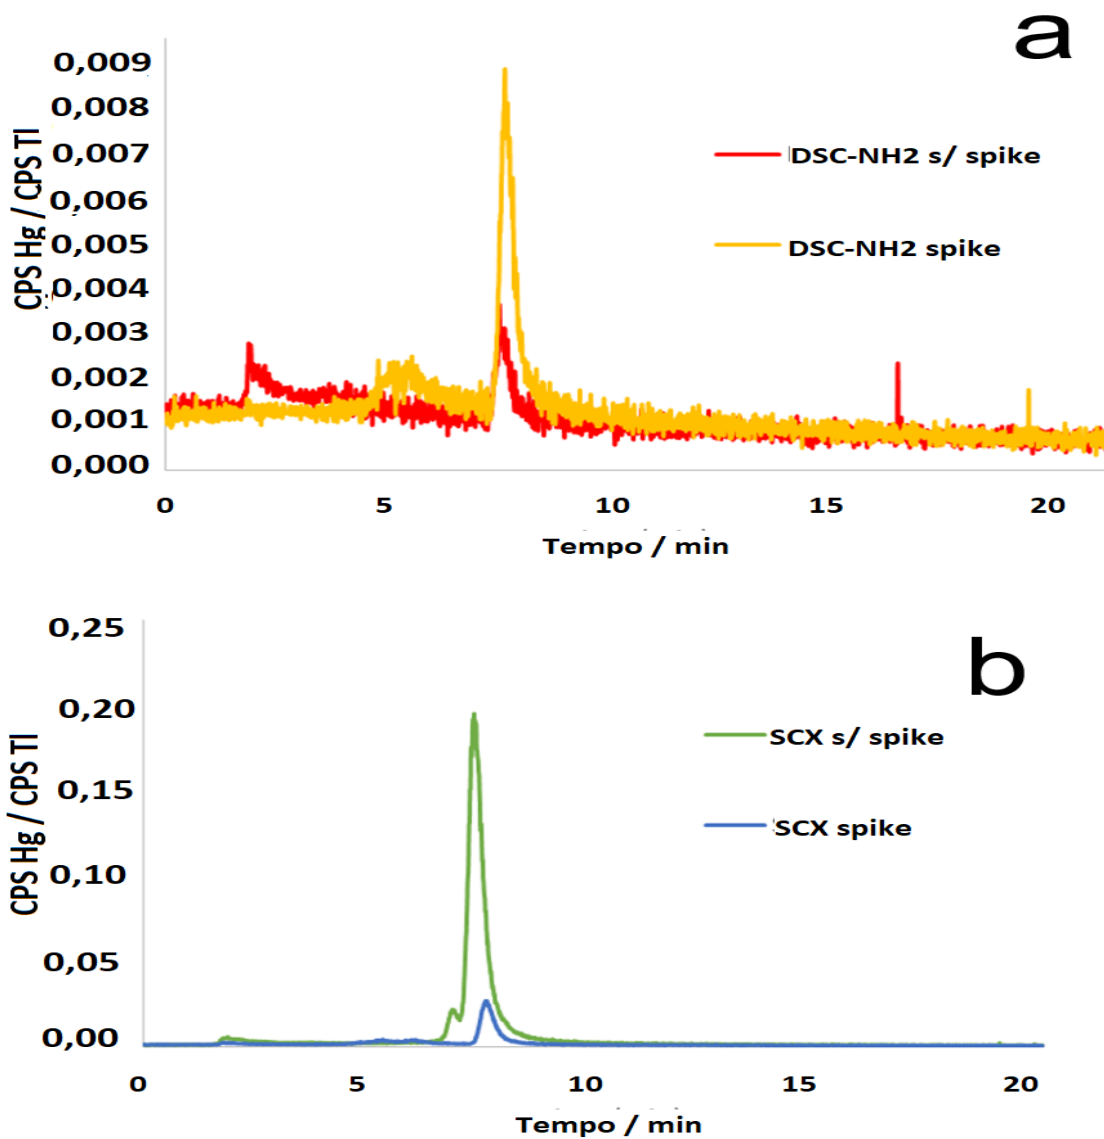 a
0,009
0,008
0,007
0,006
0,005
0,004
0,003
0,002
0,001
0,000
CPS Hg / CPS Tl
DSC-NH2 s/ spike
DSC-NH2 spike
0 5 10 15 20
Tempo / min
b
0,25
0,20
0,15
0,10
0,05
0,00
CPS Hg / CPS Tl
SCX s/ spike
SCX spike
0 5 10 15 20
Tempo / min